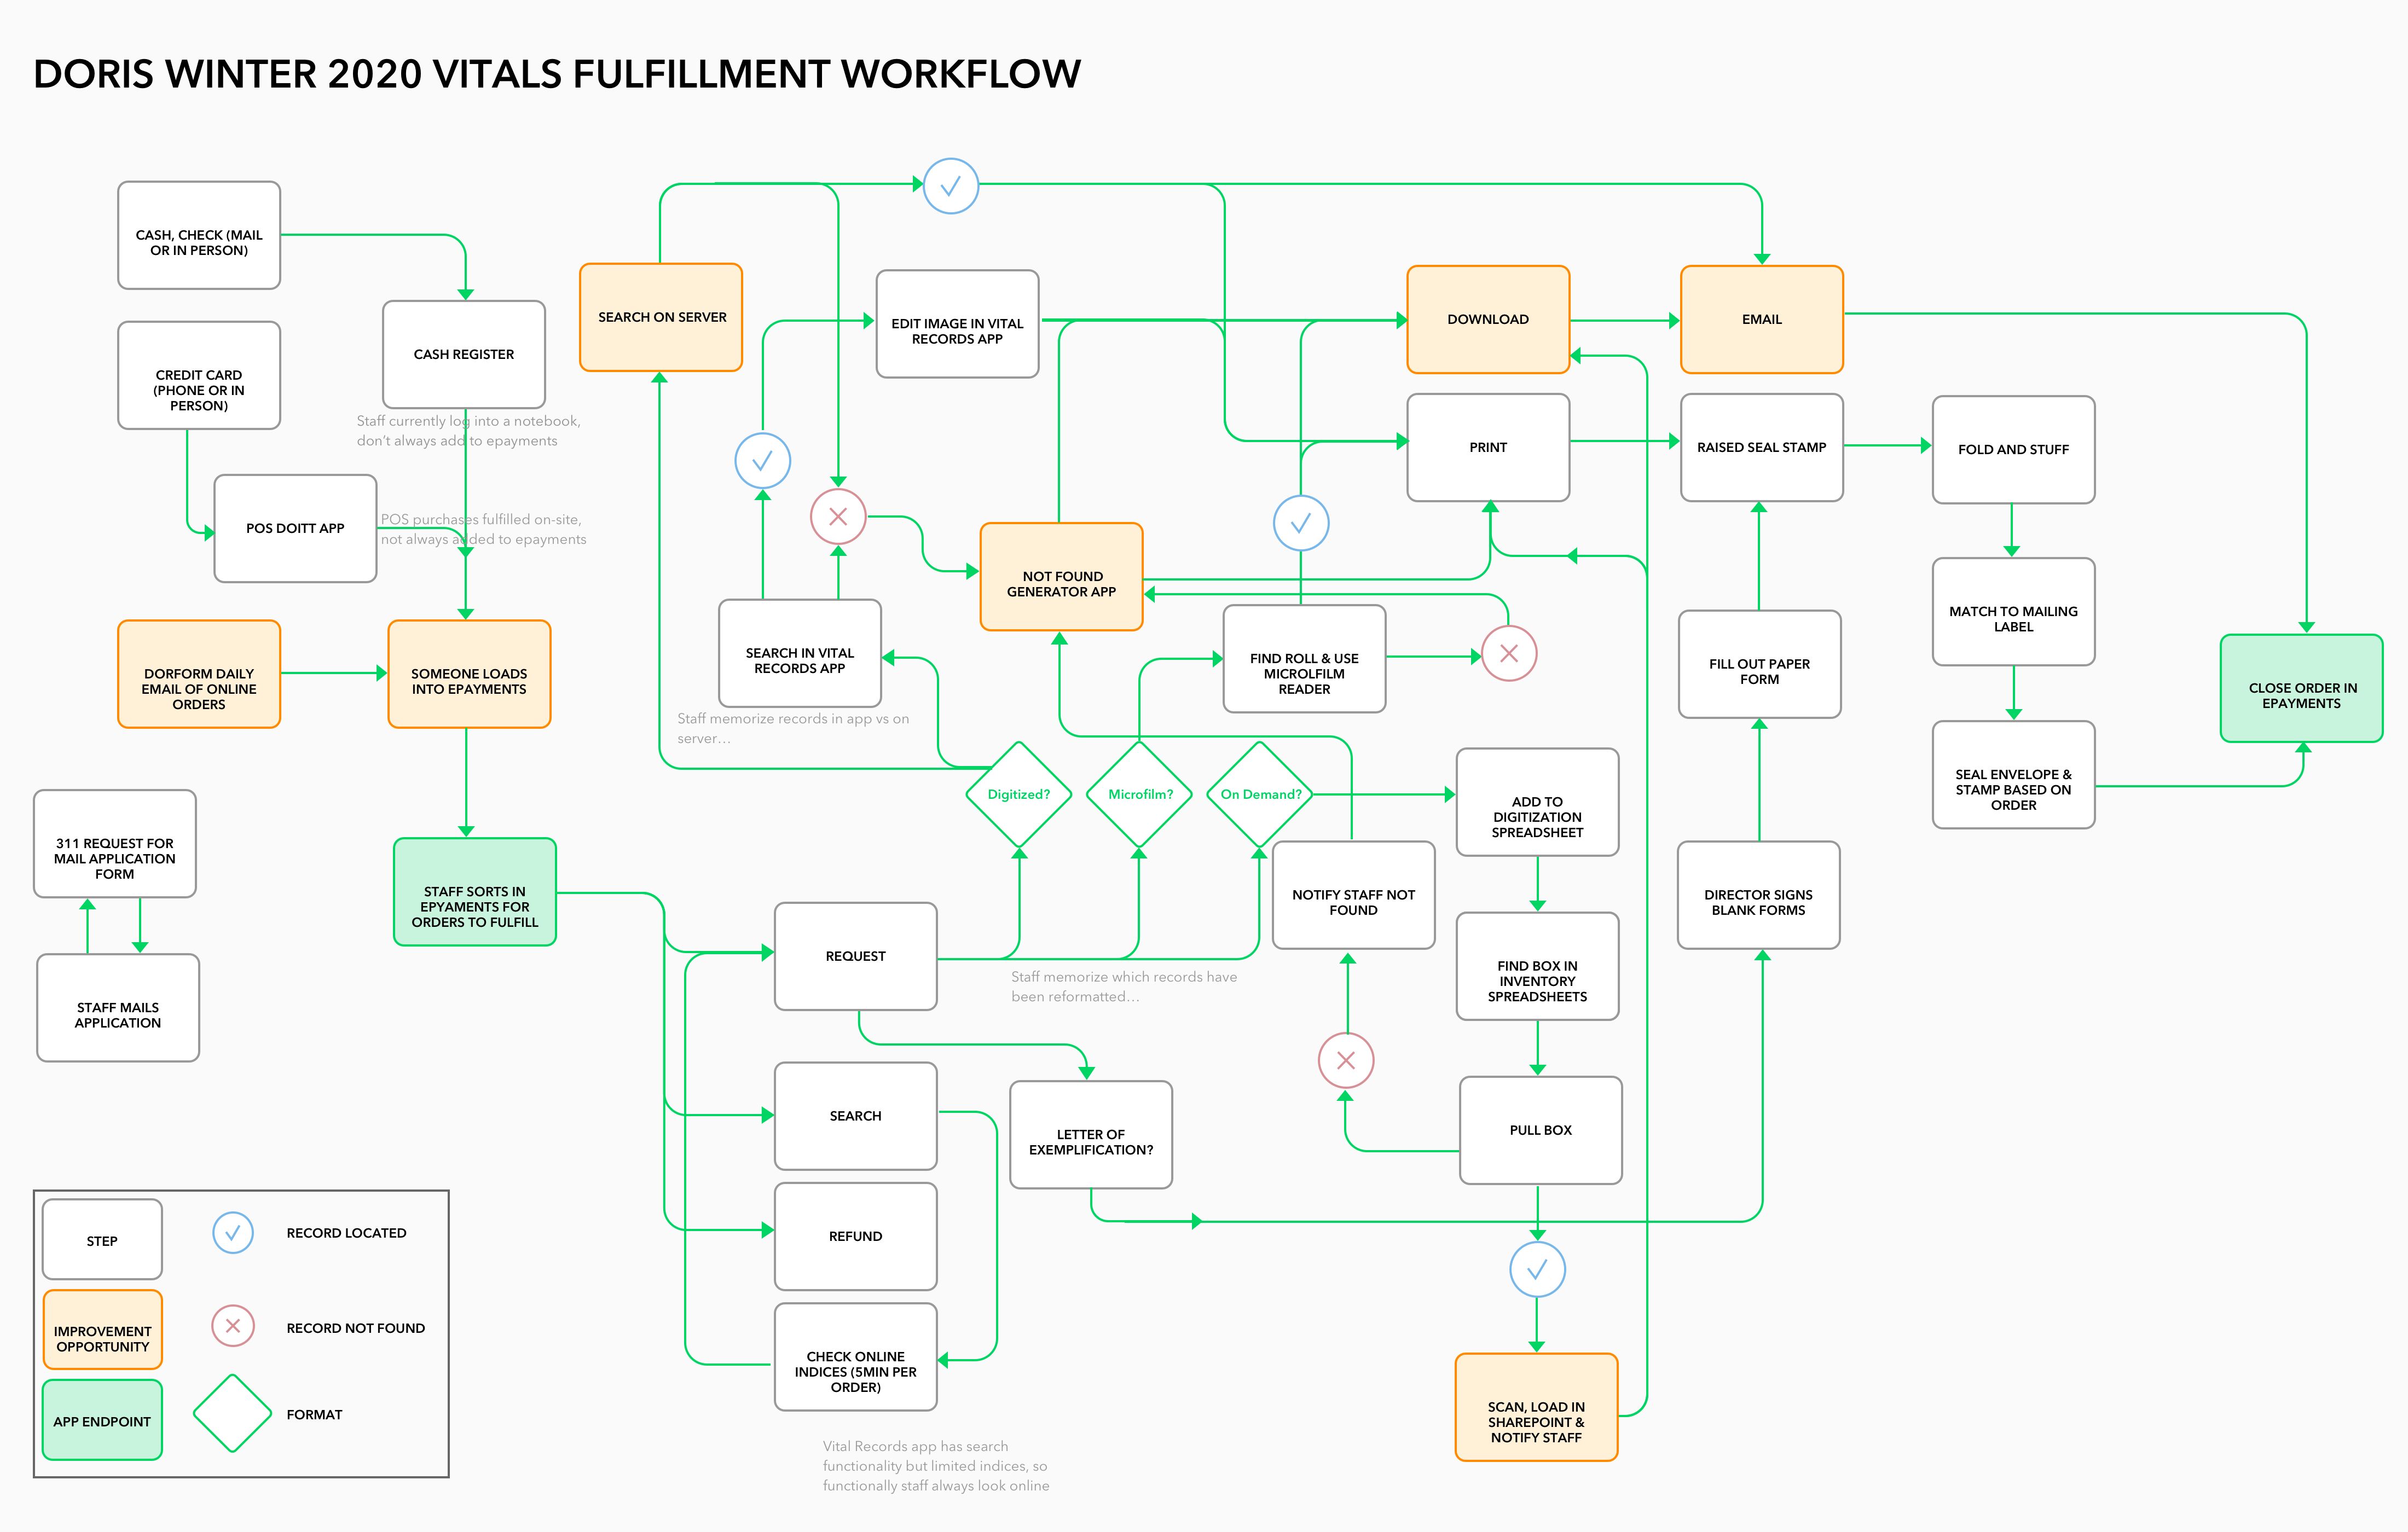 DORIS WINTER 2020 VITALS FULFILLMENT WORKFLOW
CASH, CHECK (MAIL
OR IN PERSON)
CREDIT CARD
(PHONE OR IN
PERSON)
CASH REGISTER
Staff currently log into a notebook,
don’t always add to epayments
POS DOITT APP
POS purchases fulfilled on-site,
not always added to epayments
DORFORM DAILY
EMAIL OF ONLINE
ORDERS
SOMEONE LOADS
INTO EPAYMENTS
311 REQUEST FOR
MAIL APPLICATION
FORM
STAFF MAILS
APPLICATION
STAFF SORTS IN
EPYAMENTS FOR
ORDERS TO FULFILL
SEARCH ON SERVER
EDIT IMAGE IN VITAL
RECORDS APP
SEARCH IN VITAL
RECORDS APP
Staff memorize records in app vs on
server…
NOT FOUND
GENERATOR APP
FIND ROLL & USE
MICROLFILM
READER
DOWNLOAD
EMAIL
PRINT
RAISED SEAL STAMP
FOLD AND STUFF
MATCH TO MAILING
LABEL
SEAL ENVELOPE &
STAMP BASED ON
ORDER
CLOSE ORDER IN
EPAYMENTS
FILL OUT PAPER
FORM
DIRECTOR SIGNS
BLANK FORMS
Digitized?
Microfilm?
On Demand?
ADD TO
DIGITIZATION
SPREADSHEET
NOTIFY STAFF NOT
FOUND
FIND BOX IN
INVENTORY
SPREADSHEETS
PULL BOX
SCAN, LOAD IN
SHAREPOINT &
NOTIFY STAFF
REQUEST
Staff memorize which records have
been reformatted…
SEARCH
LETTER OF
EXEMPLIFICATION?
REFUND
CHECK ONLINE
INDICES (5MIN PER
ORDER)
Vital Records app has search
functionality but limited indices, so
functionally staff always look online
STEP
RECORD LOCATED
IMPROVEMENT
OPPORTUNITY
RECORD NOT FOUND
APP ENDPOINT
FORMAT